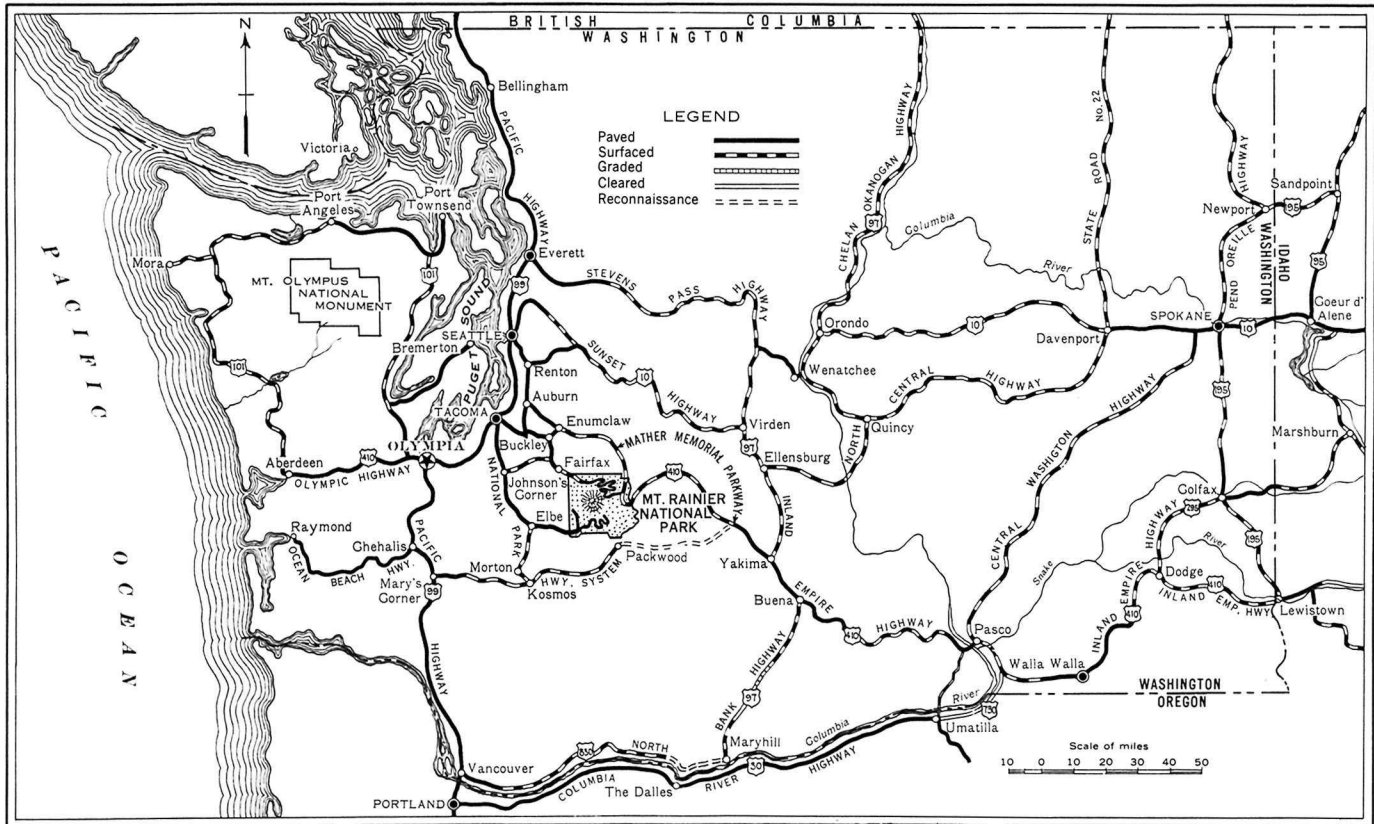 BRITISH COLUMBIA
WASHINGTON
N
Bellingham
PACIFIC
HIGHWAY
LEGEND
Paved
Surfaced
Graded
Cleared
Reconnaissance
Victoria
Port
Angeles
Port
Townsend
Mora
MT. OLYMPUS
NATIONAL
MONUMENT
101
101
PACIFIC
OCEAN
PUGET SOUND
Everett
99
STEVENS PASS HIGHWAY
SEATTLE
Bremerton
Renton
SUNSET
10
HIGHWAY
Auburn
TACOMA
Enumclaw
Buckley
Fairfax
Johnson's
Corner
MATHER MEMORIAL PARKWAY
410
MT. RAINIER
NATIONAL
PARK
OLYMPIA
Aberdeen
410
OLYMPIC HIGHWAY
Raymond
OCEAN
BEACH HWY.
Ghehalis
PACIFIC
Mary's
Gorner
99
HIGHWAY
NATIONAL
PARK
HWY. SYSTEM
Elbe
Morton
Kosmos
Packwood
CHELAN OKANOGAN HIGHWAY
97
Columbia
River
STATE ROAD No. 22
PEND OREILLE HIGHWAY
Newport
95
Sandpoint
WASHINGTON
IDAHO
95
Goeur d'
Alene
Orondo
10
Davenport
SPOKANE
10
Wenatchee
NORTH CENTRAL HIGHWAY
Quincy
Virden
97
Ellensburg
INLAND
195
Marshburn
CENTRAL WASHINGTON HIGHWAY
Golfax
HIGHWAY
295
195
Snake
River
Yakima
EMPIRE
Buena
410
HIGHWAY
Pasco
Walla Walla
INLAND EMPIRE
410
Dodge
410
INLAND EMP. HWY
Lewistown
WASHINGTON
OREGON
730
River
Umatilla
BANK HIGHWAY
97
Maryhill
Columbia
30
830
NORTH
Vancouver
COLUMBIA RIVER HIGHWAY
The Dalles
PORTLAND
Scale of miles
10 0 10 20 30 40 50